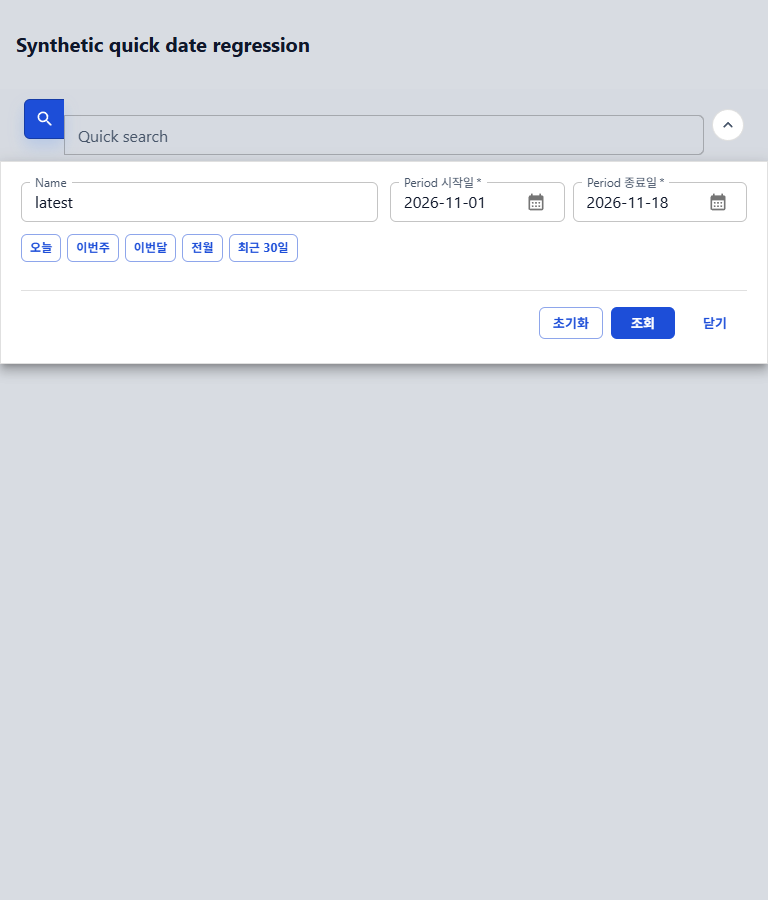 Synthetic quick date regression
Quick search
Name
latest
Period 시작일 *
2026-11-01
Period 종료일 *
2026-11-18
오늘 이번주 이번달 전월 최근 30일
초기화 조회 닫기